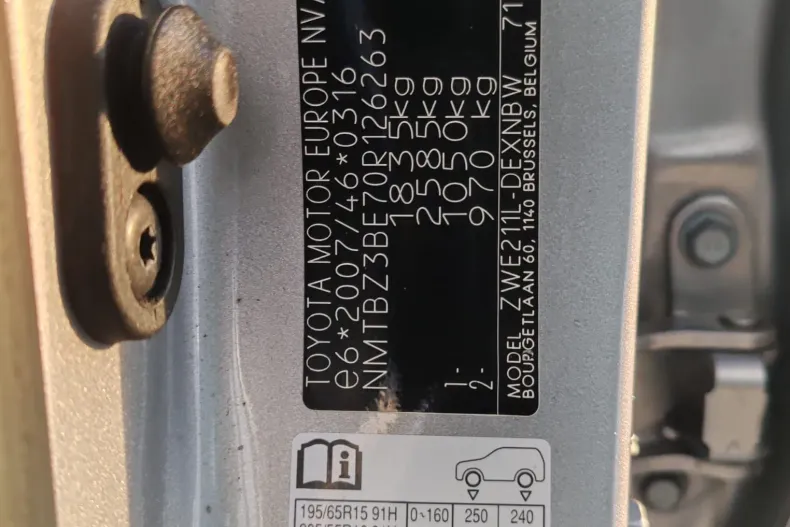 TOYOTA MOTOR EUROPE NV/
e6*2007/46*0316
NMTBZ3BE70R126263
1835kg
2585kg
1- 1050kg
2- 970 kg
MODEL ZWE211L-DEXNBW 71
BOURGETLAAN 60, 1140 BRUSSELS, BELGIUM
195/65R15 91H 0-160 250 240